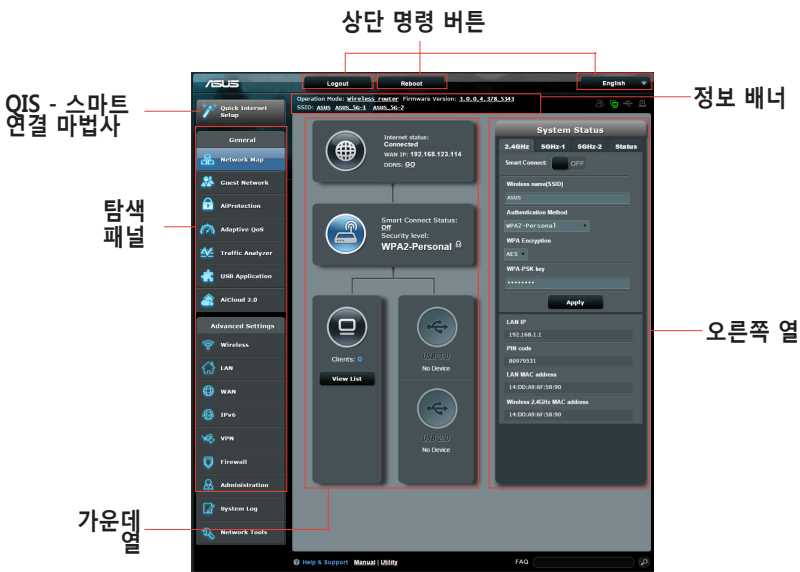 상단 명령 버튼
QIS - 스마트
연결 마법사
정보 배너
탐색
패널
오른쪽 열
가운데
열
ASUS
Logout
Reboot
English
Quick Internet
Setup
Operation Mode: Wireless router Firmware Version: 3.0.0.4.378_5343
SSID: ASUS ASUS_5G-1 ASUS_5G-2
General
Network Map
Guest Network
AiProtection
Adaptive QoS
Traffic Analyzer
USB Application
AiCloud 2.0
Advanced Settings
Wireless
LAN
WAN
IPv6
VPN
Firewall
Administration
System Log
Network Tools
Internet status:
Connected
WAN IP: 192.168.123.114
DDNS: GO
Smart Connect Status:
Off
Security level:
WPA2-Personal
Clients: 0
View List
USB 3.0
No Device
USB 2.0
No Device
System Status
2.4GHz 5GHz-1 5GHz-2 Status
Smart Connect: OFF
Wireless name(SSID)
ASUS
Authentication Method
WPA2-Personal
WPA Encryption
AES
WPA-PSK key
••••••••
Apply
LAN IP
192.168.1.1
PIN code
80979531
LAN MAC address
14:DD:A9:6F:58:90
Wireless 2.4GHz MAC address
14:DD:A9:6F:58:90
Help & Support Manual | Utility
FAQ